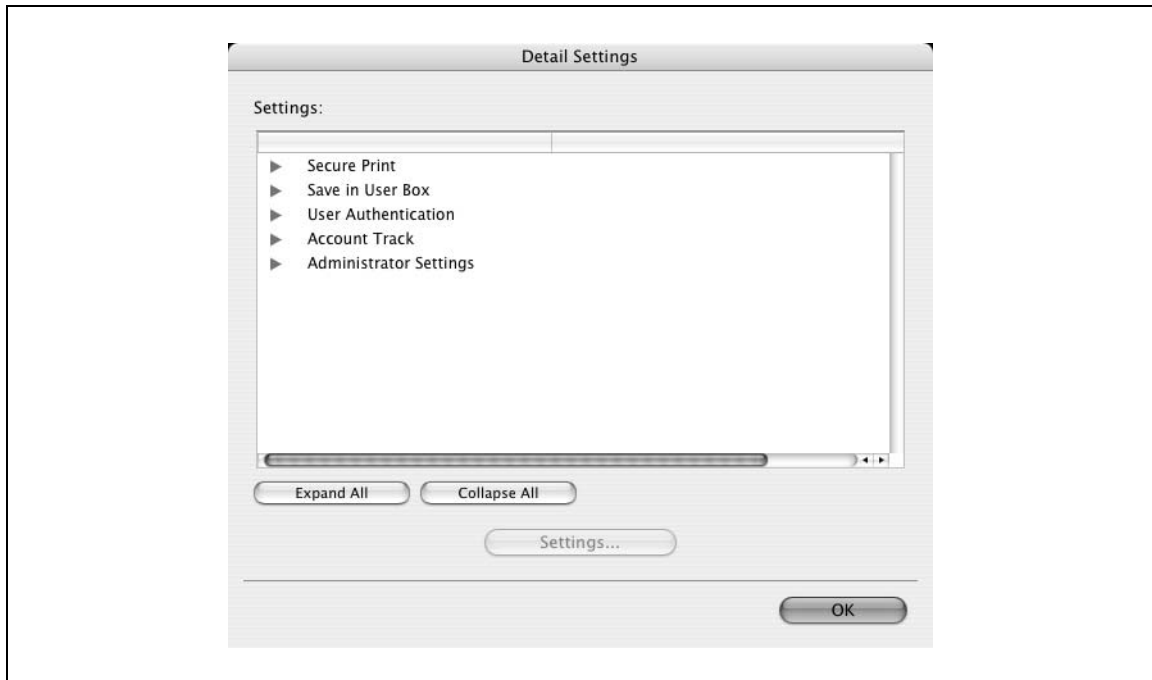 Detail Settings
Settings:
Secure Print
Save in User Box
User Authentication
Account Track
Administrator Settings
Expand All
Collapse All
Settings...
OK